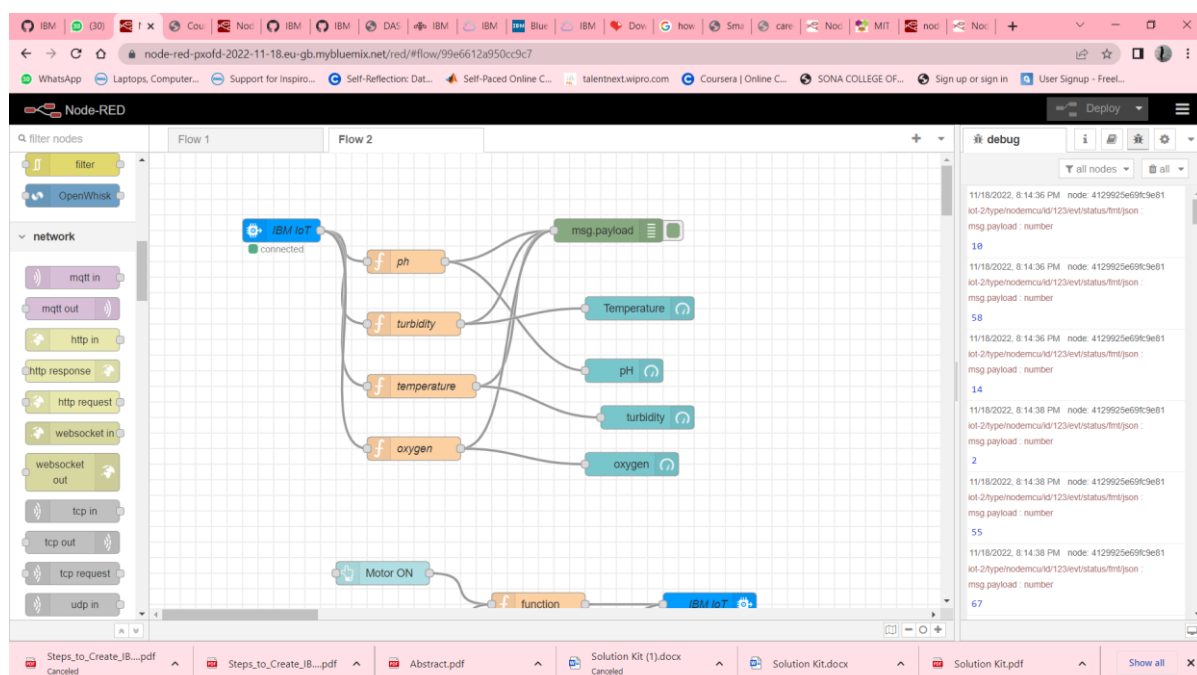 IBM
(30)
Cou
Nod
IBM
IBM
DAS
IBM
IBM
Blue
IBM
Dov
how
Sma
care
Nod
MIT
nod
Nod
node-red-pxofd-2022-11-18.eu-gb.mybluemix.net/red/#flow/99e6612a950cc9c7
WhatsApp
Laptops, Computer...
Support for Inspiro...
Self-Reflection: Dat...
Self-Paced Online C...
talentnext.wipro.com
Coursera | Online C...
SONA COLLEGE OF...
Sign up or sign in
User Signup - Freel...
Node-RED
Deploy
filter nodes
filter
OpenWhisk
network
mqtt in
mqtt out
http in
http response
http request
websocket in
websocket
out
tcp in
tcp out
tcp request
udp in
Flow 1
Flow 2
IBM IoT
connected
ph
turbidity
temperature
oxygen
msg.payload
Temperature
pH
turbidity
oxygen
Motor ON
function
IBM IoT
debug
all nodes
all
11/18/2022, 8:14:36 PM node: 4129925e69fc9e81
iot-2/type/nodemcu/id/123/evt/status/fmt/json :
msg.payload : number
10
11/18/2022, 8:14:36 PM node: 4129925e69fc9e81
iot-2/type/nodemcu/id/123/evt/status/fmt/json :
msg.payload : number
58
11/18/2022, 8:14:36 PM node: 4129925e69fc9e81
iot-2/type/nodemcu/id/123/evt/status/fmt/json :
msg.payload : number
14
11/18/2022, 8:14:38 PM node: 4129925e69fc9e81
iot-2/type/nodemcu/id/123/evt/status/fmt/json :
msg.payload : number
2
11/18/2022, 8:14:38 PM node: 4129925e69fc9e81
iot-2/type/nodemcu/id/123/evt/status/fmt/json :
msg.payload : number
55
11/18/2022, 8:14:38 PM node: 4129925e69fc9e81
iot-2/type/nodemcu/id/123/evt/status/fmt/json :
msg.payload : number
67
Steps_to_Create_IB....pdf
Canceled
Steps_to_Create_IB....pdf
Abstract.pdf
Solution Kit (1).docx
Canceled
Solution Kit.docx
Solution Kit.pdf
Show all